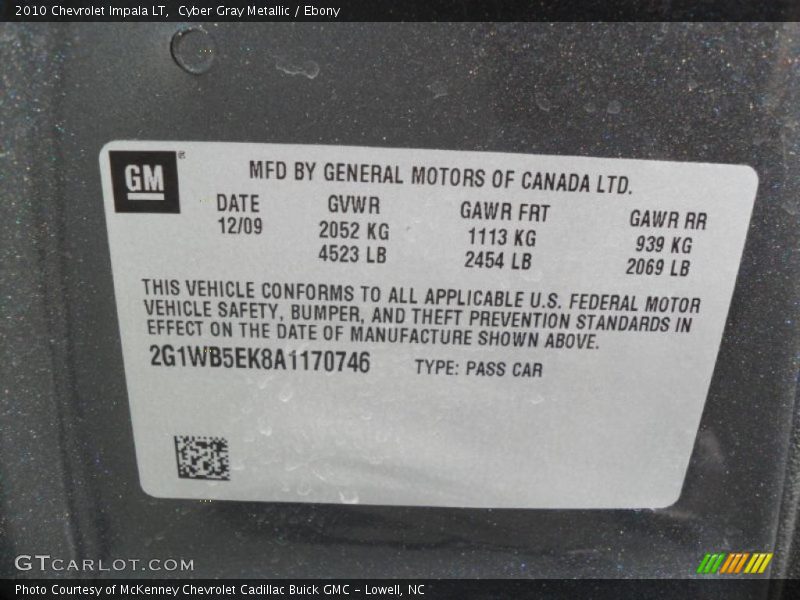 2010 Chevrolet Impala LT, Cyber Gray Metallic / Ebony
GM ®
MFD BY GENERAL MOTORS OF CANADA LTD.
DATE GVWR GAWR FRT GAWR RR
12/09 2052 KG 1113 KG 939 KG
4523 LB 2454 LB 2069 LB
THIS VEHICLE CONFORMS TO ALL APPLICABLE U.S. FEDERAL MOTOR
VEHICLE SAFETY, BUMPER, AND THEFT PREVENTION STANDARDS IN
EFFECT ON THE DATE OF MANUFACTURE SHOWN ABOVE.
2G1WB5EK8A1170746 TYPE: PASS CAR
GTCARLOT.COM
Photo Courtesy of McKenney Chevrolet Cadillac Buick GMC - Lowell, NC